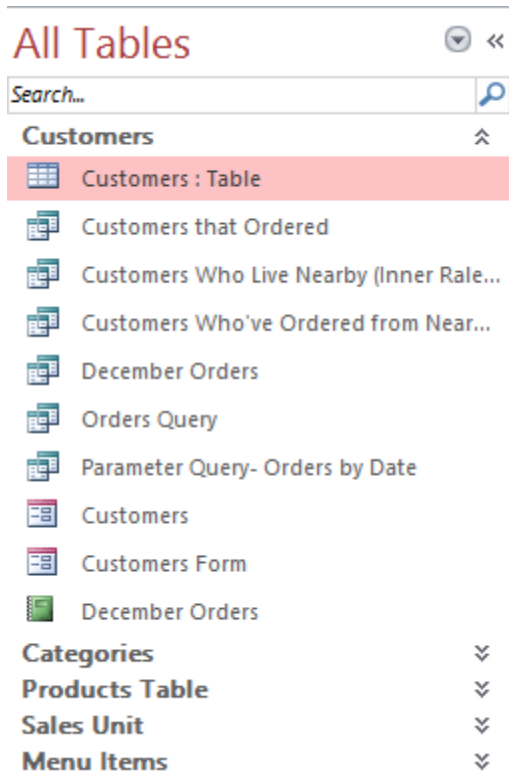 All Tables
Search...
Customers
Customers : Table
Customers that Ordered
Customers Who Live Nearby (Inner Rale...
Customers Who've Ordered from Near...
December Orders
Orders Query
Parameter Query- Orders by Date
Customers
Customers Form
December Orders
Categories
Products Table
Sales Unit
Menu Items